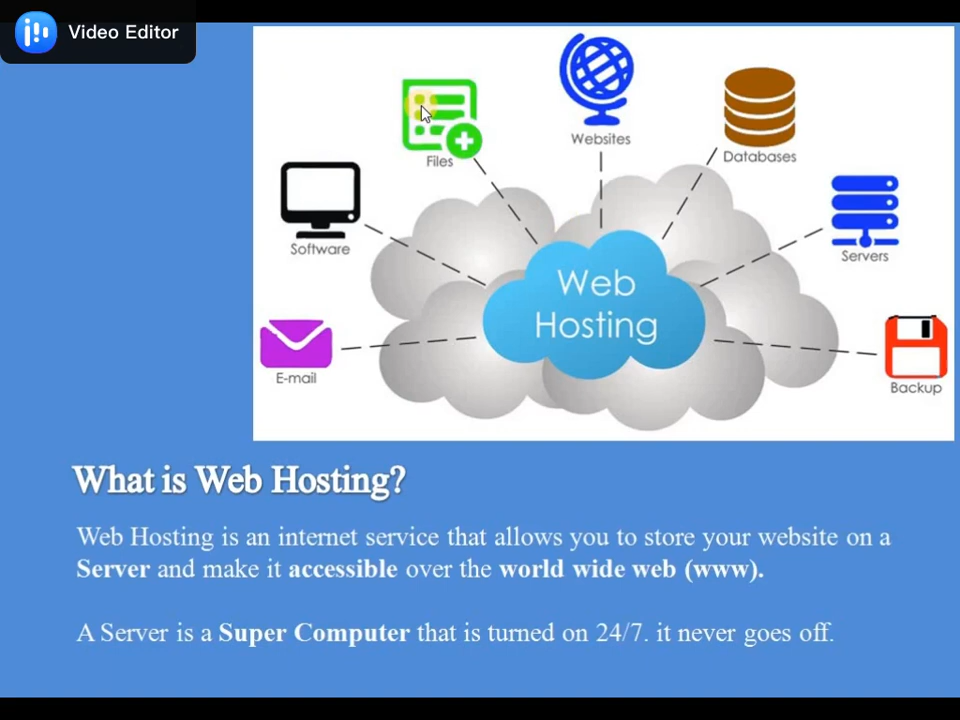 Video Editor
Websites
Files
Databases
Software
Servers
Web
Hosting
E-mail
Backup
What is Web Hosting?
Web Hosting is an internet service that allows you to store your website on a
Server and make it accessible over the world wide web (www).
A Server is a Super Computer that is turned on 24/7. it never goes off.